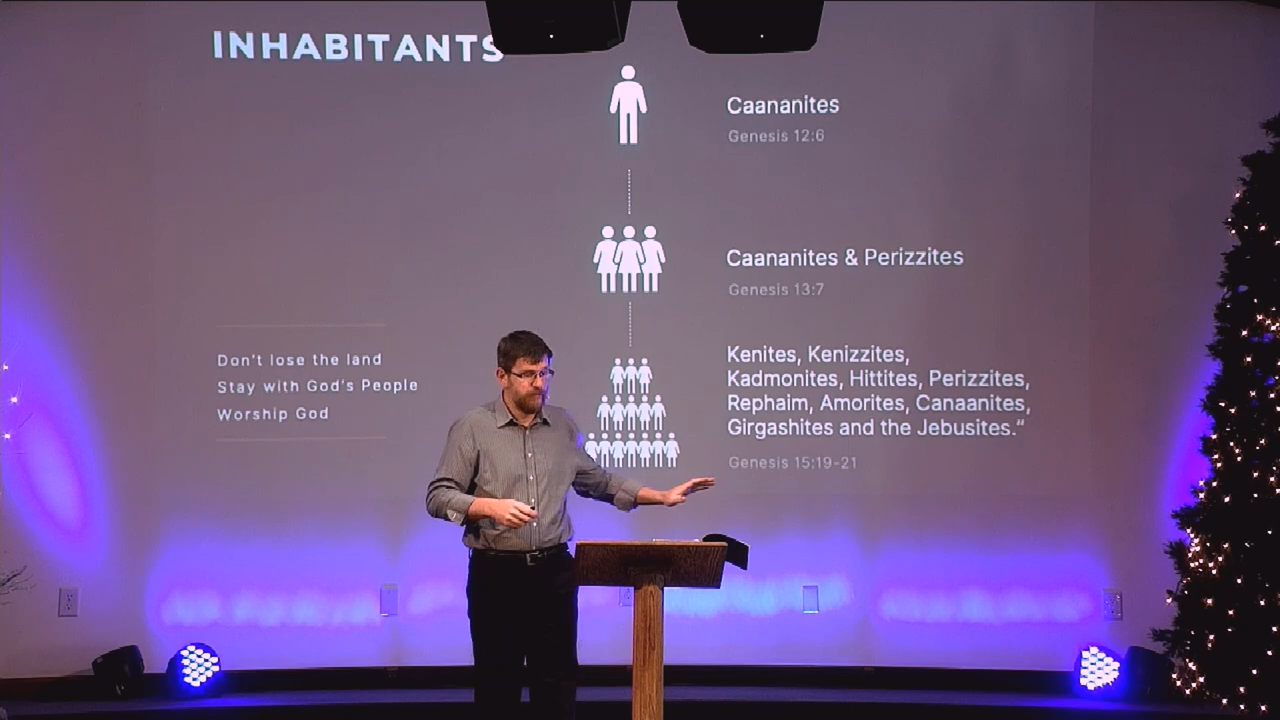 INHABITANTS
Caananites
Genesis 12:6
Caananites & Perizzites
Genesis 13:7
Don't lose the land
Stay with God's People
Worship God
Kenites, Kenizzites,
Kadmonites, Hittites, Perizzites,
Rephaim, Amorites, Canaanites,
Girgashites and the Jebusites.“
Genesis 15:19-21